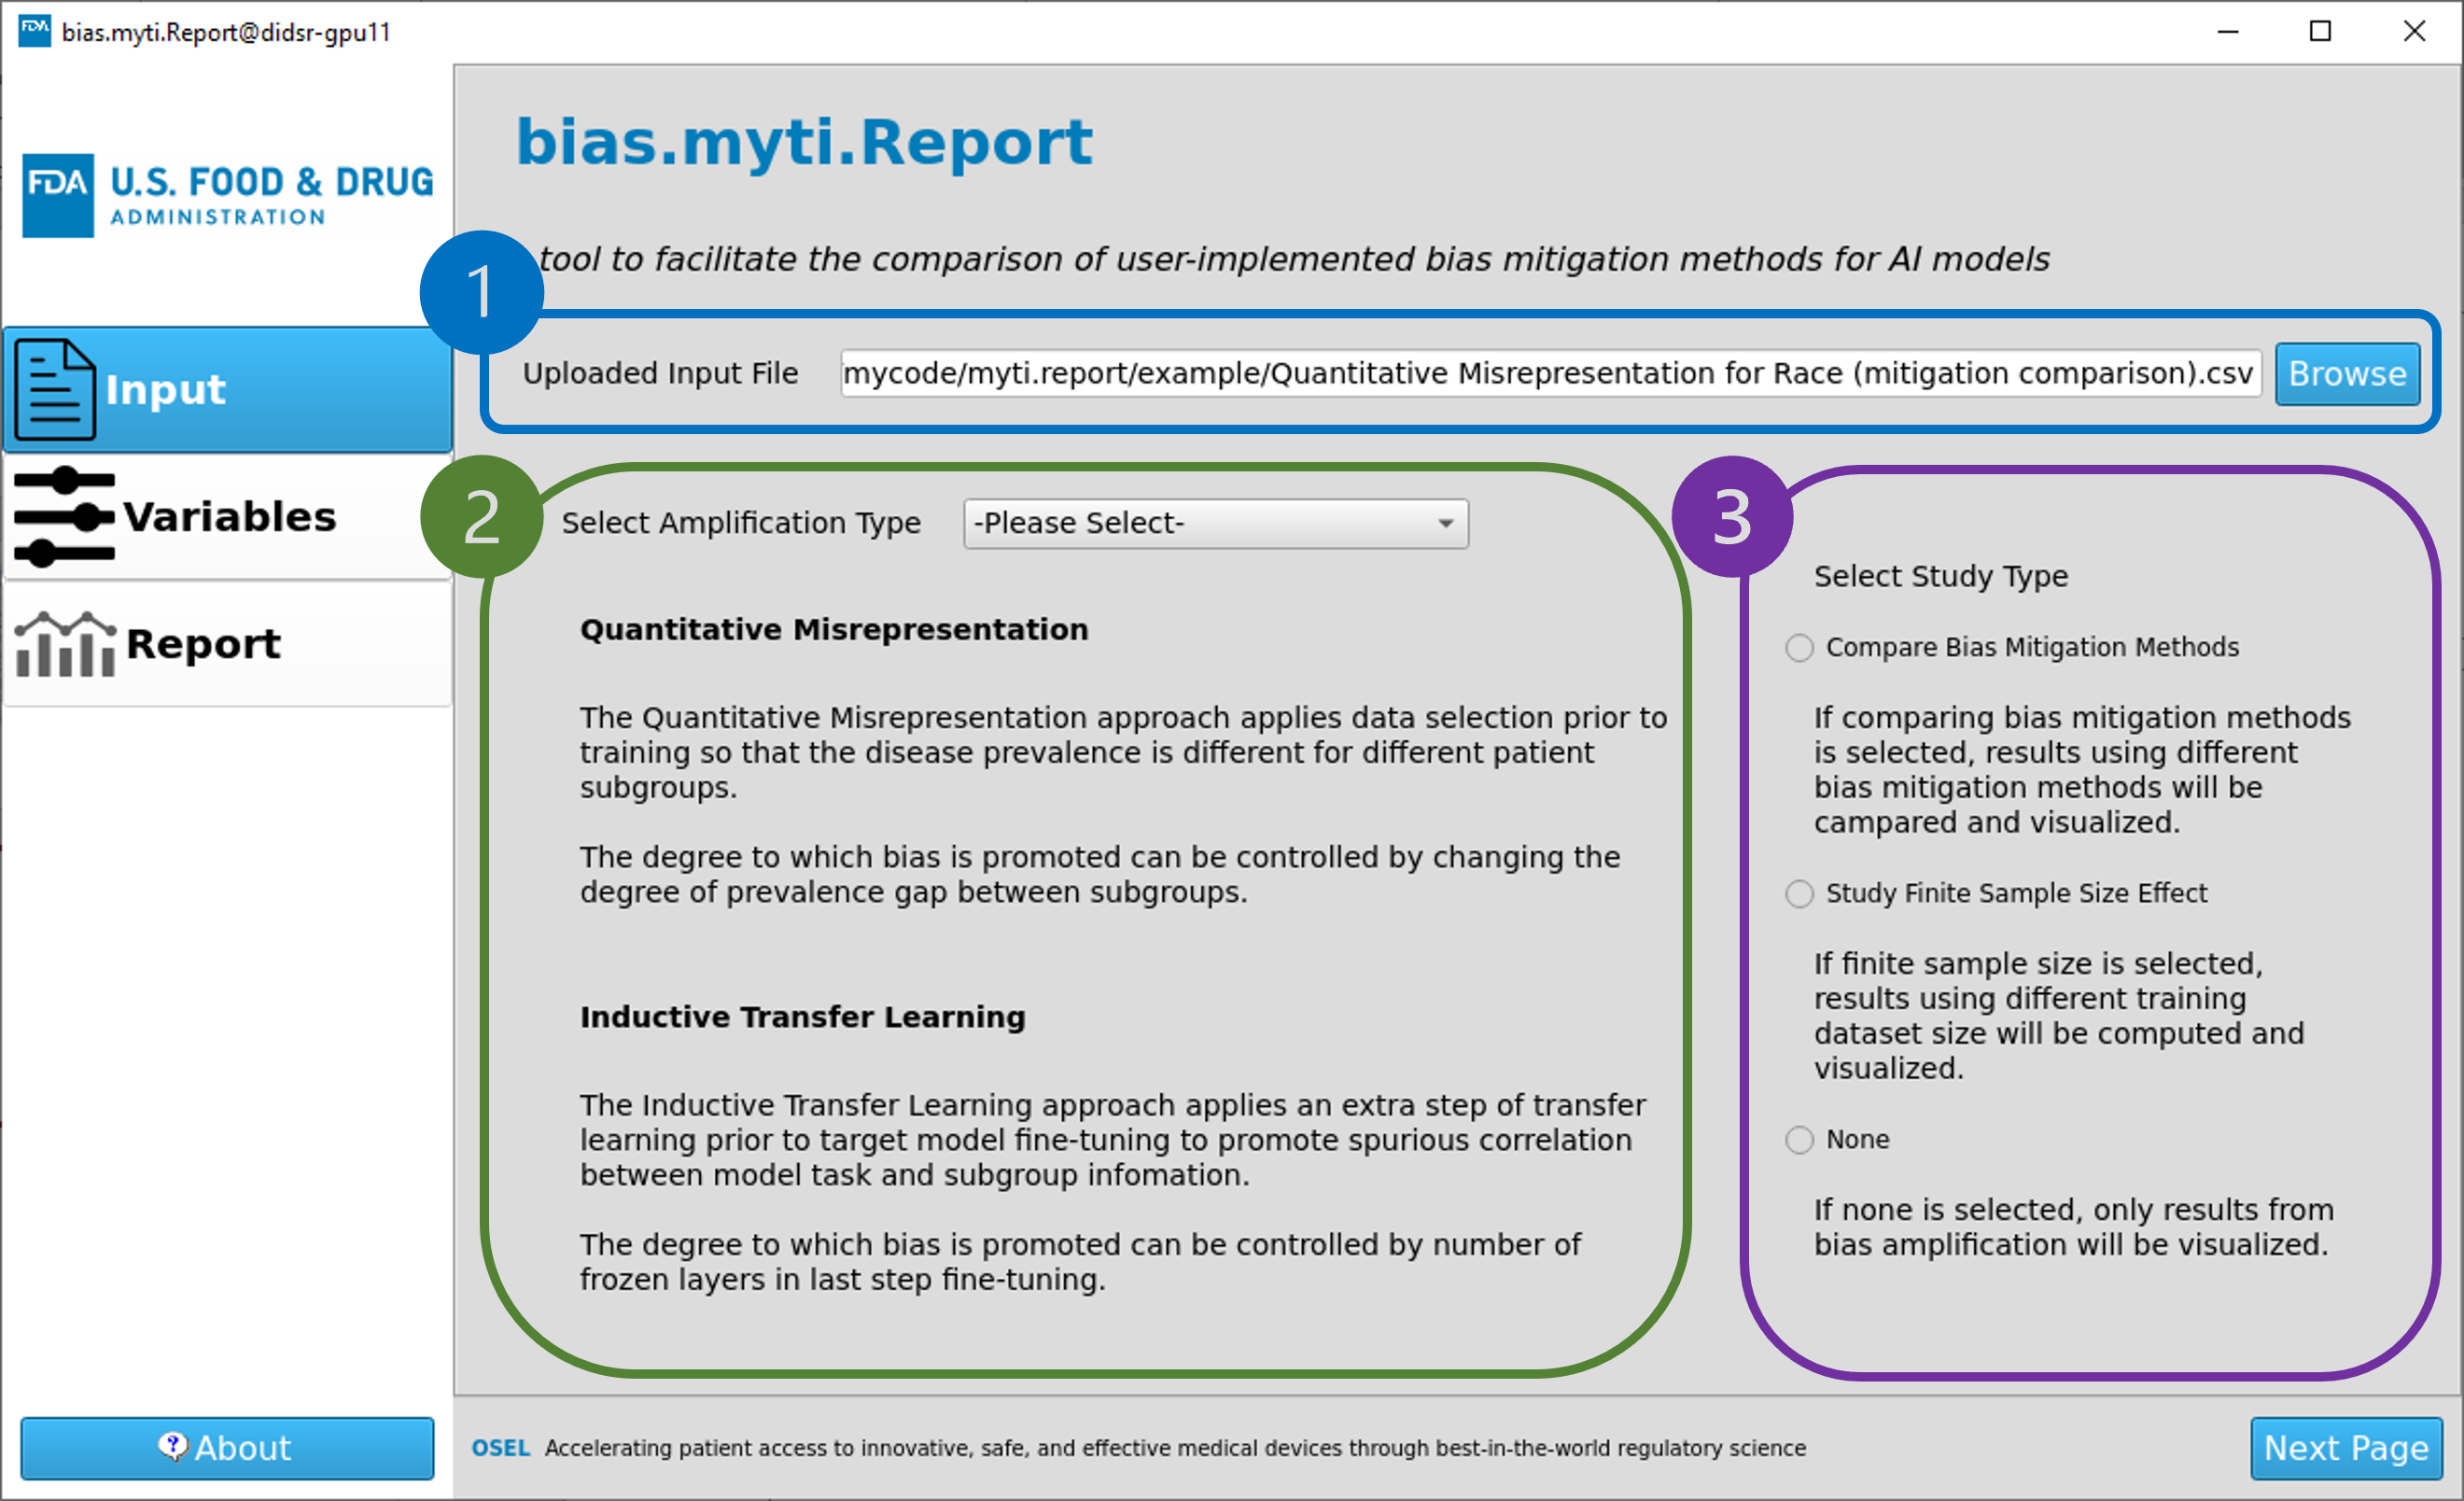 bias.myti.Report@didsr-gpu11
FDA
FDA U.S. FOOD & DRUG
ADMINISTRATION
bias.myti.Report
tool to facilitate the comparison of user-implemented bias mitigation methods for AI models
1
Uploaded Input File mycode/myti.report/example/Quantitative Misrepresentation for Race (mitigation comparison).csv Browse
Input
Variables
Report
2
Select Amplification Type -Please Select-
Quantitative Misrepresentation
The Quantitative Misrepresentation approach applies data selection prior to
training so that the disease prevalence is different for different patient
subgroups.
The degree to which bias is promoted can be controlled by changing the
degree of prevalence gap between subgroups.
Inductive Transfer Learning
The Inductive Transfer Learning approach applies an extra step of transfer
learning prior to target model fine-tuning to promote spurious correlation
between model task and subgroup infomation.
The degree to which bias is promoted can be controlled by number of
frozen layers in last step fine-tuning.
3
Select Study Type
Compare Bias Mitigation Methods
If comparing bias mitigation methods
is selected, results using different
bias mitigation methods will be
campared and visualized.
Study Finite Sample Size Effect
If finite sample size is selected,
results using different training
dataset size will be computed and
visualized.
None
If none is selected, only results from
bias amplification will be visualized.
? About
OSEL Accelerating patient access to innovative, safe, and effective medical devices through best-in-the-world regulatory science
Next Page